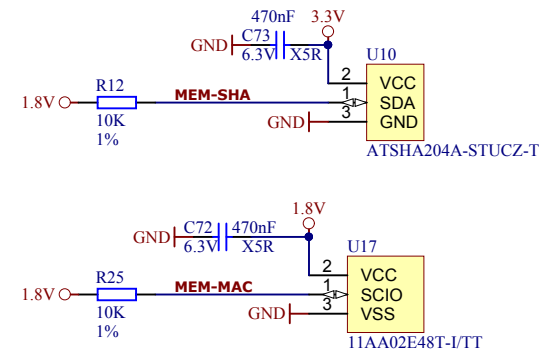 470nF 3.3V
GND C73 U10
6.3V X5R
2 VCC
R12 MEM-SHA 1 SDA
1.8V 3 GND
10K GND
1% ATSHA204A-STUCZ-T
1.8V
C72 470nF
GND 6.3V X5R U17
2 VCC
R25 MEM-MAC 1 SCIO
1.8V 3 VSS
10K GND
1% 11AA02E48T-I/TT